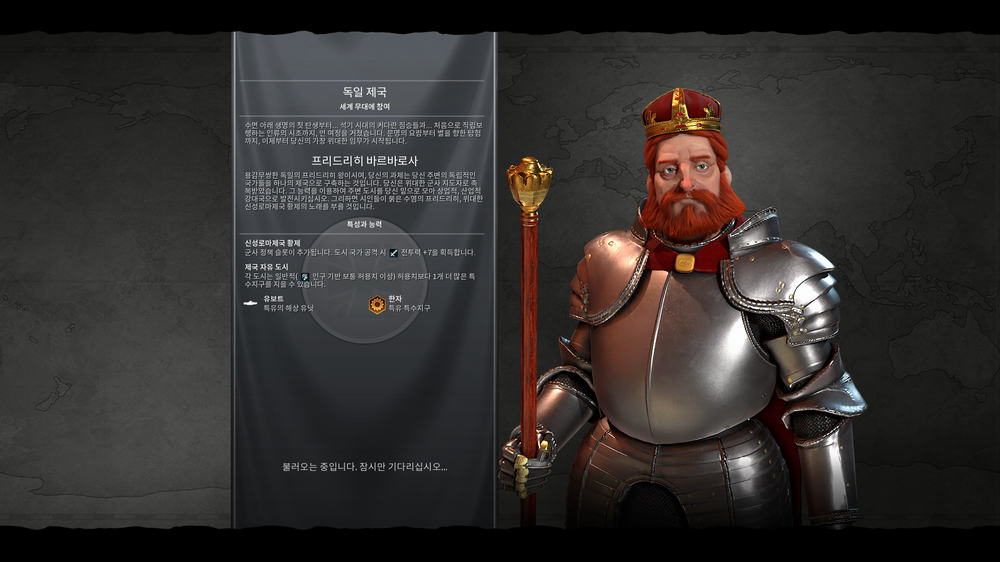 독일 제국
세계 무대에 참여
수면 아래 생명의 첫 탄생부터... 석기 시대의 커다란 짐승들과... 처음으로 직립보
행하는 인류의 시초까지, 먼 여정을 거쳤습니다. 문명의 요람부터 별을 향한 탐험
까지, 이제부터 당신의 가장 위대한 임무가 시작됩니다.
프리드리히 바르바로사
용감무쌍한 독일의 프리드리히 왕이시여, 당신의 과제는 당신 주변의 독립적인
국가들을 하나의 제국으로 구축하는 것입니다. 당신은 위대한 군사 지도자로 축
복받았습니다. 그 능력을 이용하여 주변 도시를 당신 밑으로 모아 상업적, 산업적
강대국으로 발전시키십시오. 그리하면 시인들이 붉은 수염의 프리드리히, 위대한
신성로마제국 황제의 노래를 부를 것입니다.
특성과 능력
신성로마제국 황제
군사 정책 슬롯이 추가됩니다. 도시 국가 공격 시 전투력 +7을 획득합니다.
제국 자유 도시
각 도시는 일반적( 인구 기반 보통 허용치 이상) 허용치보다 1개 더 많은 특
수지구를 지을 수 있습니다.
유보트
특유의 해상 유닛
한자
특유 특수지구
불러오는 중입니다. 잠시만 기다리십시오...